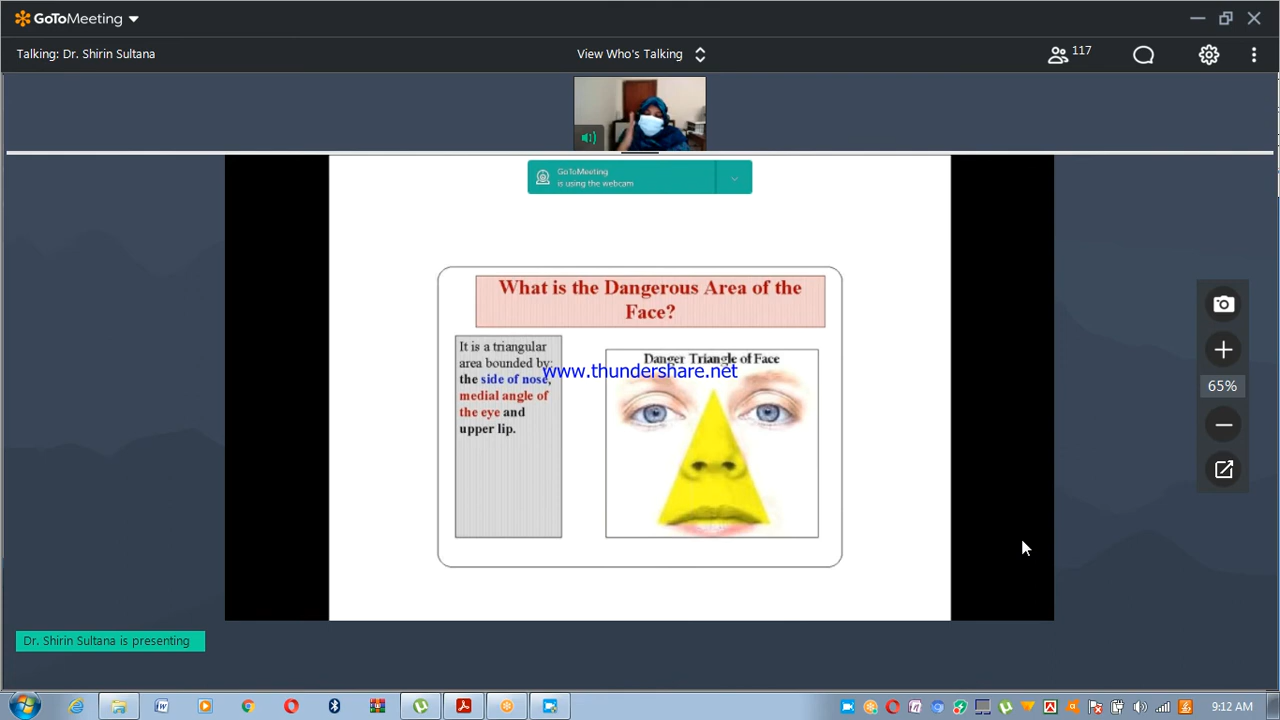 GoToMeeting
Talking: Dr. Shirin Sultana
View Who's Talking
117
GoToMeeting
is using the webcam
What is the Dangerous Area of the
Face?
It is a triangular
area bounded by:
the side of nose,
medial angle of
the eye and
upper lip.
Danger Triangle of Face
www.thundershare.net
65%
Dr. Shirin Sultana is presenting
9:12 AM